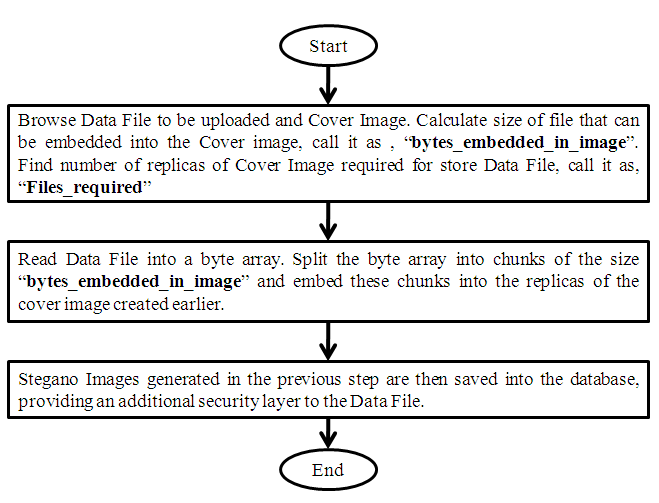 Start
Browse Data File to be uploaded and Cover Image. Calculate size of file that can
be embedded into the Cover image, call it as , “bytes_embedded_in_image”.
Find number of replicas of Cover Image required for store Data File, call it as,
“Files_required”
Read Data File into a byte array. Split the byte array into chunks of the size
“bytes_embedded_in_image” and embed these chunks into the replicas of the
cover image created earlier.
Stegano Images generated in the previous step are then saved into the database,
providing an additional security layer to the Data File.
End